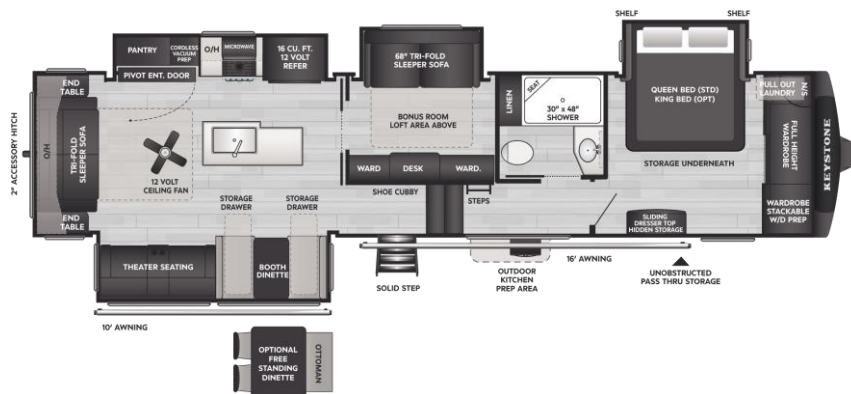 SHELF
SHELF
PANTRY
CORDLESS
VACUUM
PREP
O/H
MICROWAVE
16 CU. FT.
12 VOLT
REFER
PIVOT ENT. DOOR
68" TRI-FOLD
SLEEPER SOFA
END
TABLE
LINEN
SEAT
30" x 48"
SHOWER
QUEEN BED (STD)
KING BED (OPT)
PULL OUT
LAUNDRY
N/S
2" ACCESSORY HITCH
O/H
TRI-FOLD
SLEEPER SOFA
12 VOLT
CEILING FAN
BONUS ROOM
LOFT AREA ABOVE
FULL HEIGHT
WARDROBE
KEYSTONE
STORAGE UNDERNEATH
WARD
DESK
WARD.
SHOE CUBBY
STEPS
STORAGE
DRAWER
STORAGE
DRAWER
END
TABLE
SLIDING
DRESSER TOP
HIDDEN STORAGE
WARDROBE
STACKABLE
W/D PREP
THEATER SEATING
BOOTH
DINETTE
SOLID STEP
OUTDOOR
KITCHEN
PREP AREA
16' AWNING
UNOBSTRUCTED
PASS THRU STORAGE
10' AWNING
OPTIONAL
FREE
STANDING
DINETTE
OTTOMAN